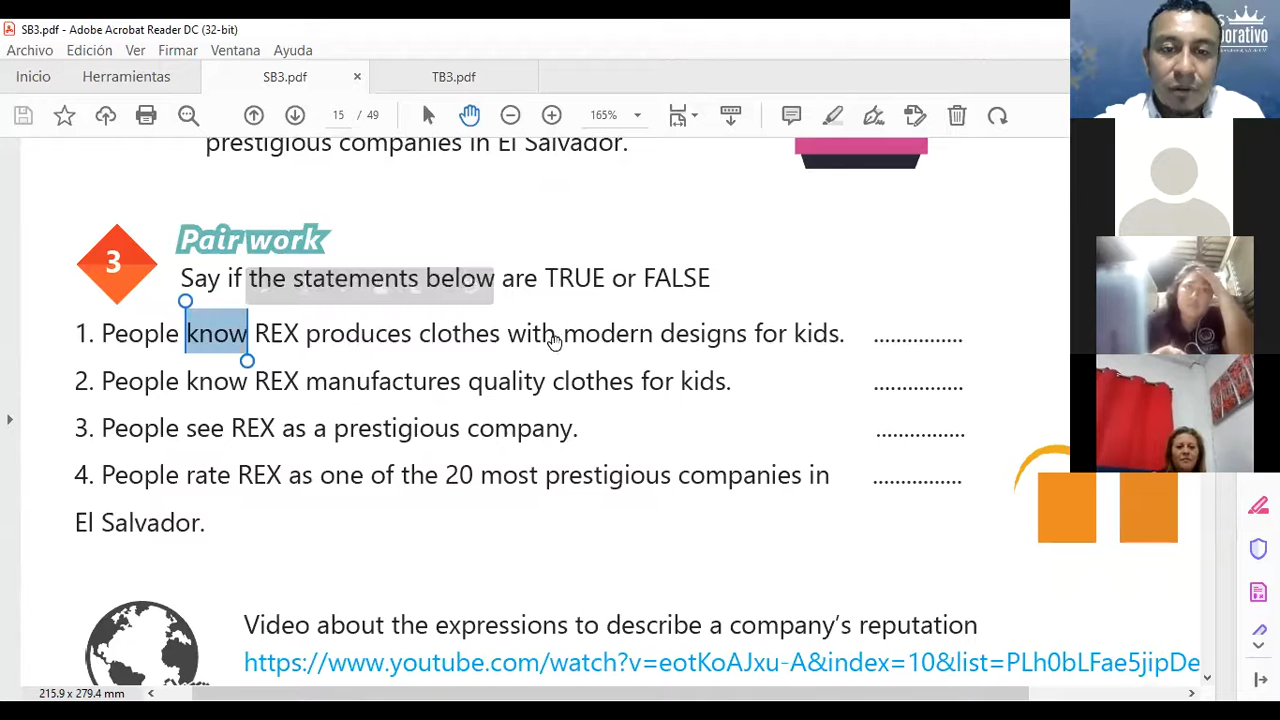 SB3.pdf - Adobe Acrobat Reader DC (32-bit)
Archivo Edición Ver Firmar Ventana Ayuda
Inicio Herramientas SB3.pdf × TB3.pdf
15 / 49 165%
prestigious companies in El Salvador.
3
Pair work
Say if the statements below are TRUE or FALSE
1. People know REX produces clothes with modern designs for kids. ................
2. People know REX manufactures quality clothes for kids. ................
3. People see REX as a prestigious company. ................
4. People rate REX as one of the 20 most prestigious companies in ................
El Salvador.
Video about the expressions to describe a company's reputation
https://www.youtube.com/watch?v=eotKoAJxu-A&index=10&list=PLh0bLFae5jipDe
215.9 x 279.4 mm